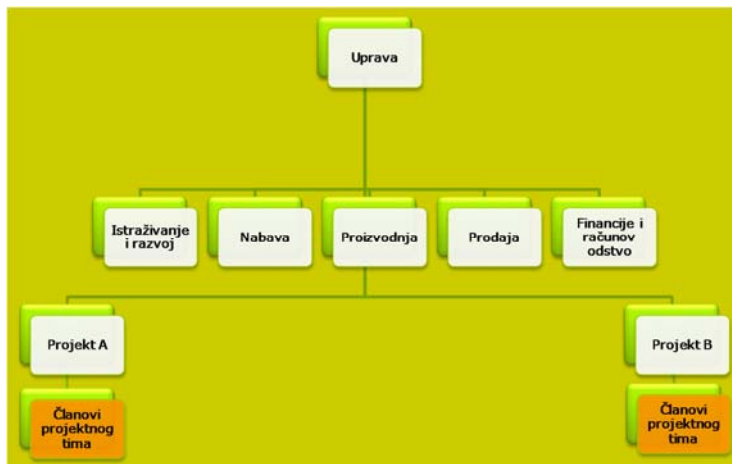 Uprava
Istraživanje
i razvoj
Nabava
Proizvodnja
Prodaja
Financije i
računov
odstvo
Projekt A
Projekt B
Članovi
projektnog
tima
Članovi
projektnog
tima